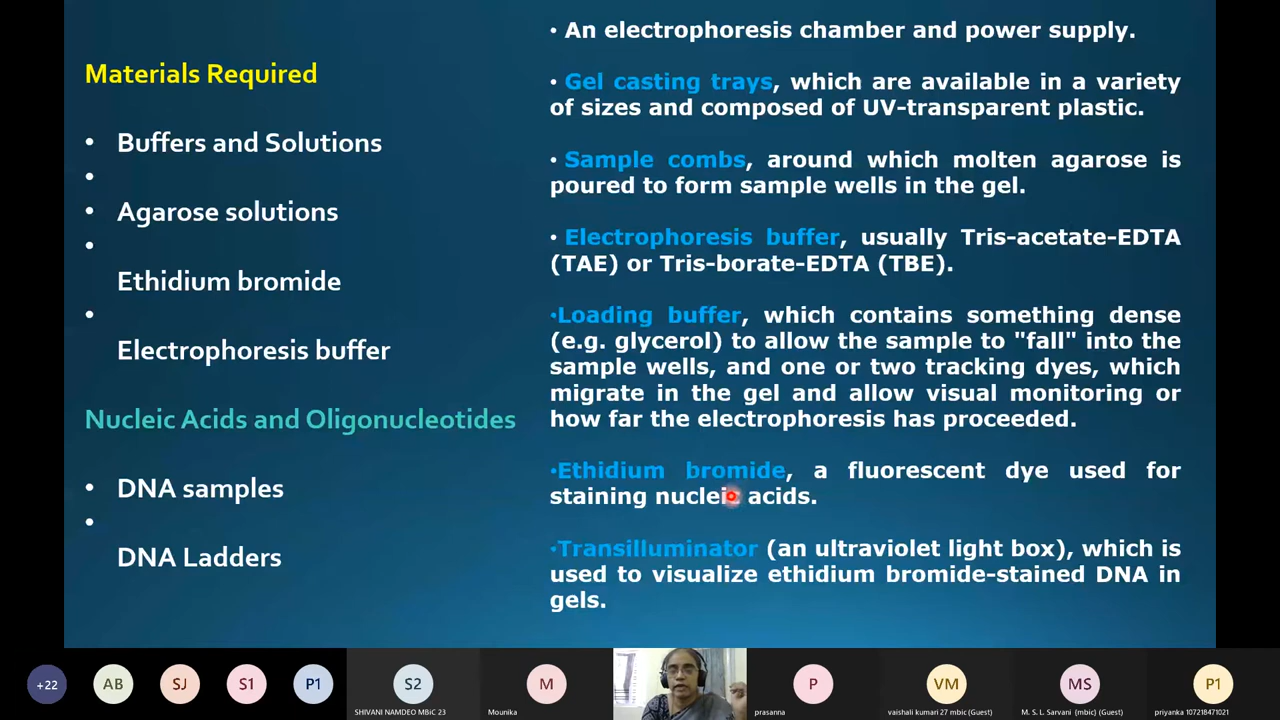 Materials Required
• Buffers and Solutions
•
• Agarose solutions
•
Ethidium bromide
•
Electrophoresis buffer
Nucleic Acids and Oligonucleotides
• DNA samples
•
DNA Ladders
• An electrophoresis chamber and power supply.
• Gel casting trays, which are available in a variety
of sizes and composed of UV-transparent plastic.
• Sample combs, around which molten agarose is
poured to form sample wells in the gel.
• Electrophoresis buffer, usually Tris-acetate-EDTA
(TAE) or Tris-borate-EDTA (TBE).
•Loading buffer, which contains something dense
(e.g. glycerol) to allow the sample to "fall" into the
sample wells, and one or two tracking dyes, which
migrate in the gel and allow visual monitoring or
how far the electrophoresis has proceeded.
•Ethidium bromide, a fluorescent dye used for
staining nucleic acids.
•Transilluminator (an ultraviolet light box), which is
used to visualize ethidium bromide-stained DNA in
gels.
+22
AB
SJ
S1
P1
S2
SHIVANI NAMDEO MBiC 23
M
Mounika
P
prasanna
VM
vaishali kumari 27 mbic (Guest)
MS
M. S. L. Sarvani (mbic) (Guest)
P1
priyanka 107218471021